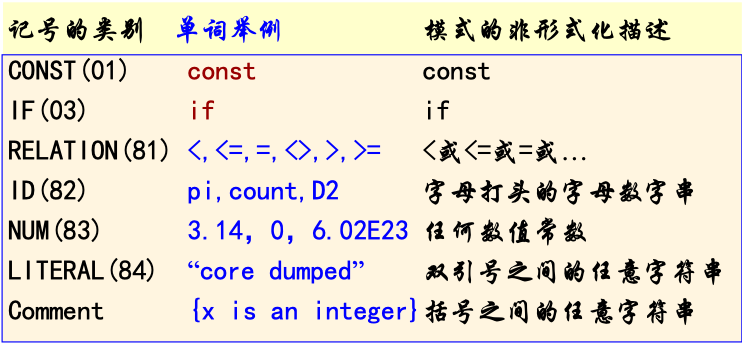 记号的类别 单词举例 模式的非形式化描述
CONST(01) const const
IF(03) if if
RELATION(81) <,<=,=,<>,>,>= <或<=或=或...
ID(82) pi,count,D2 字母打头的字母数字串
NUM(83) 3.14, 0, 6.02E23 任何数值常数
LITERAL(84) “core dumped” 双引号之间的任意字符串
Comment {x is an integer} 括号之间的任意字符串